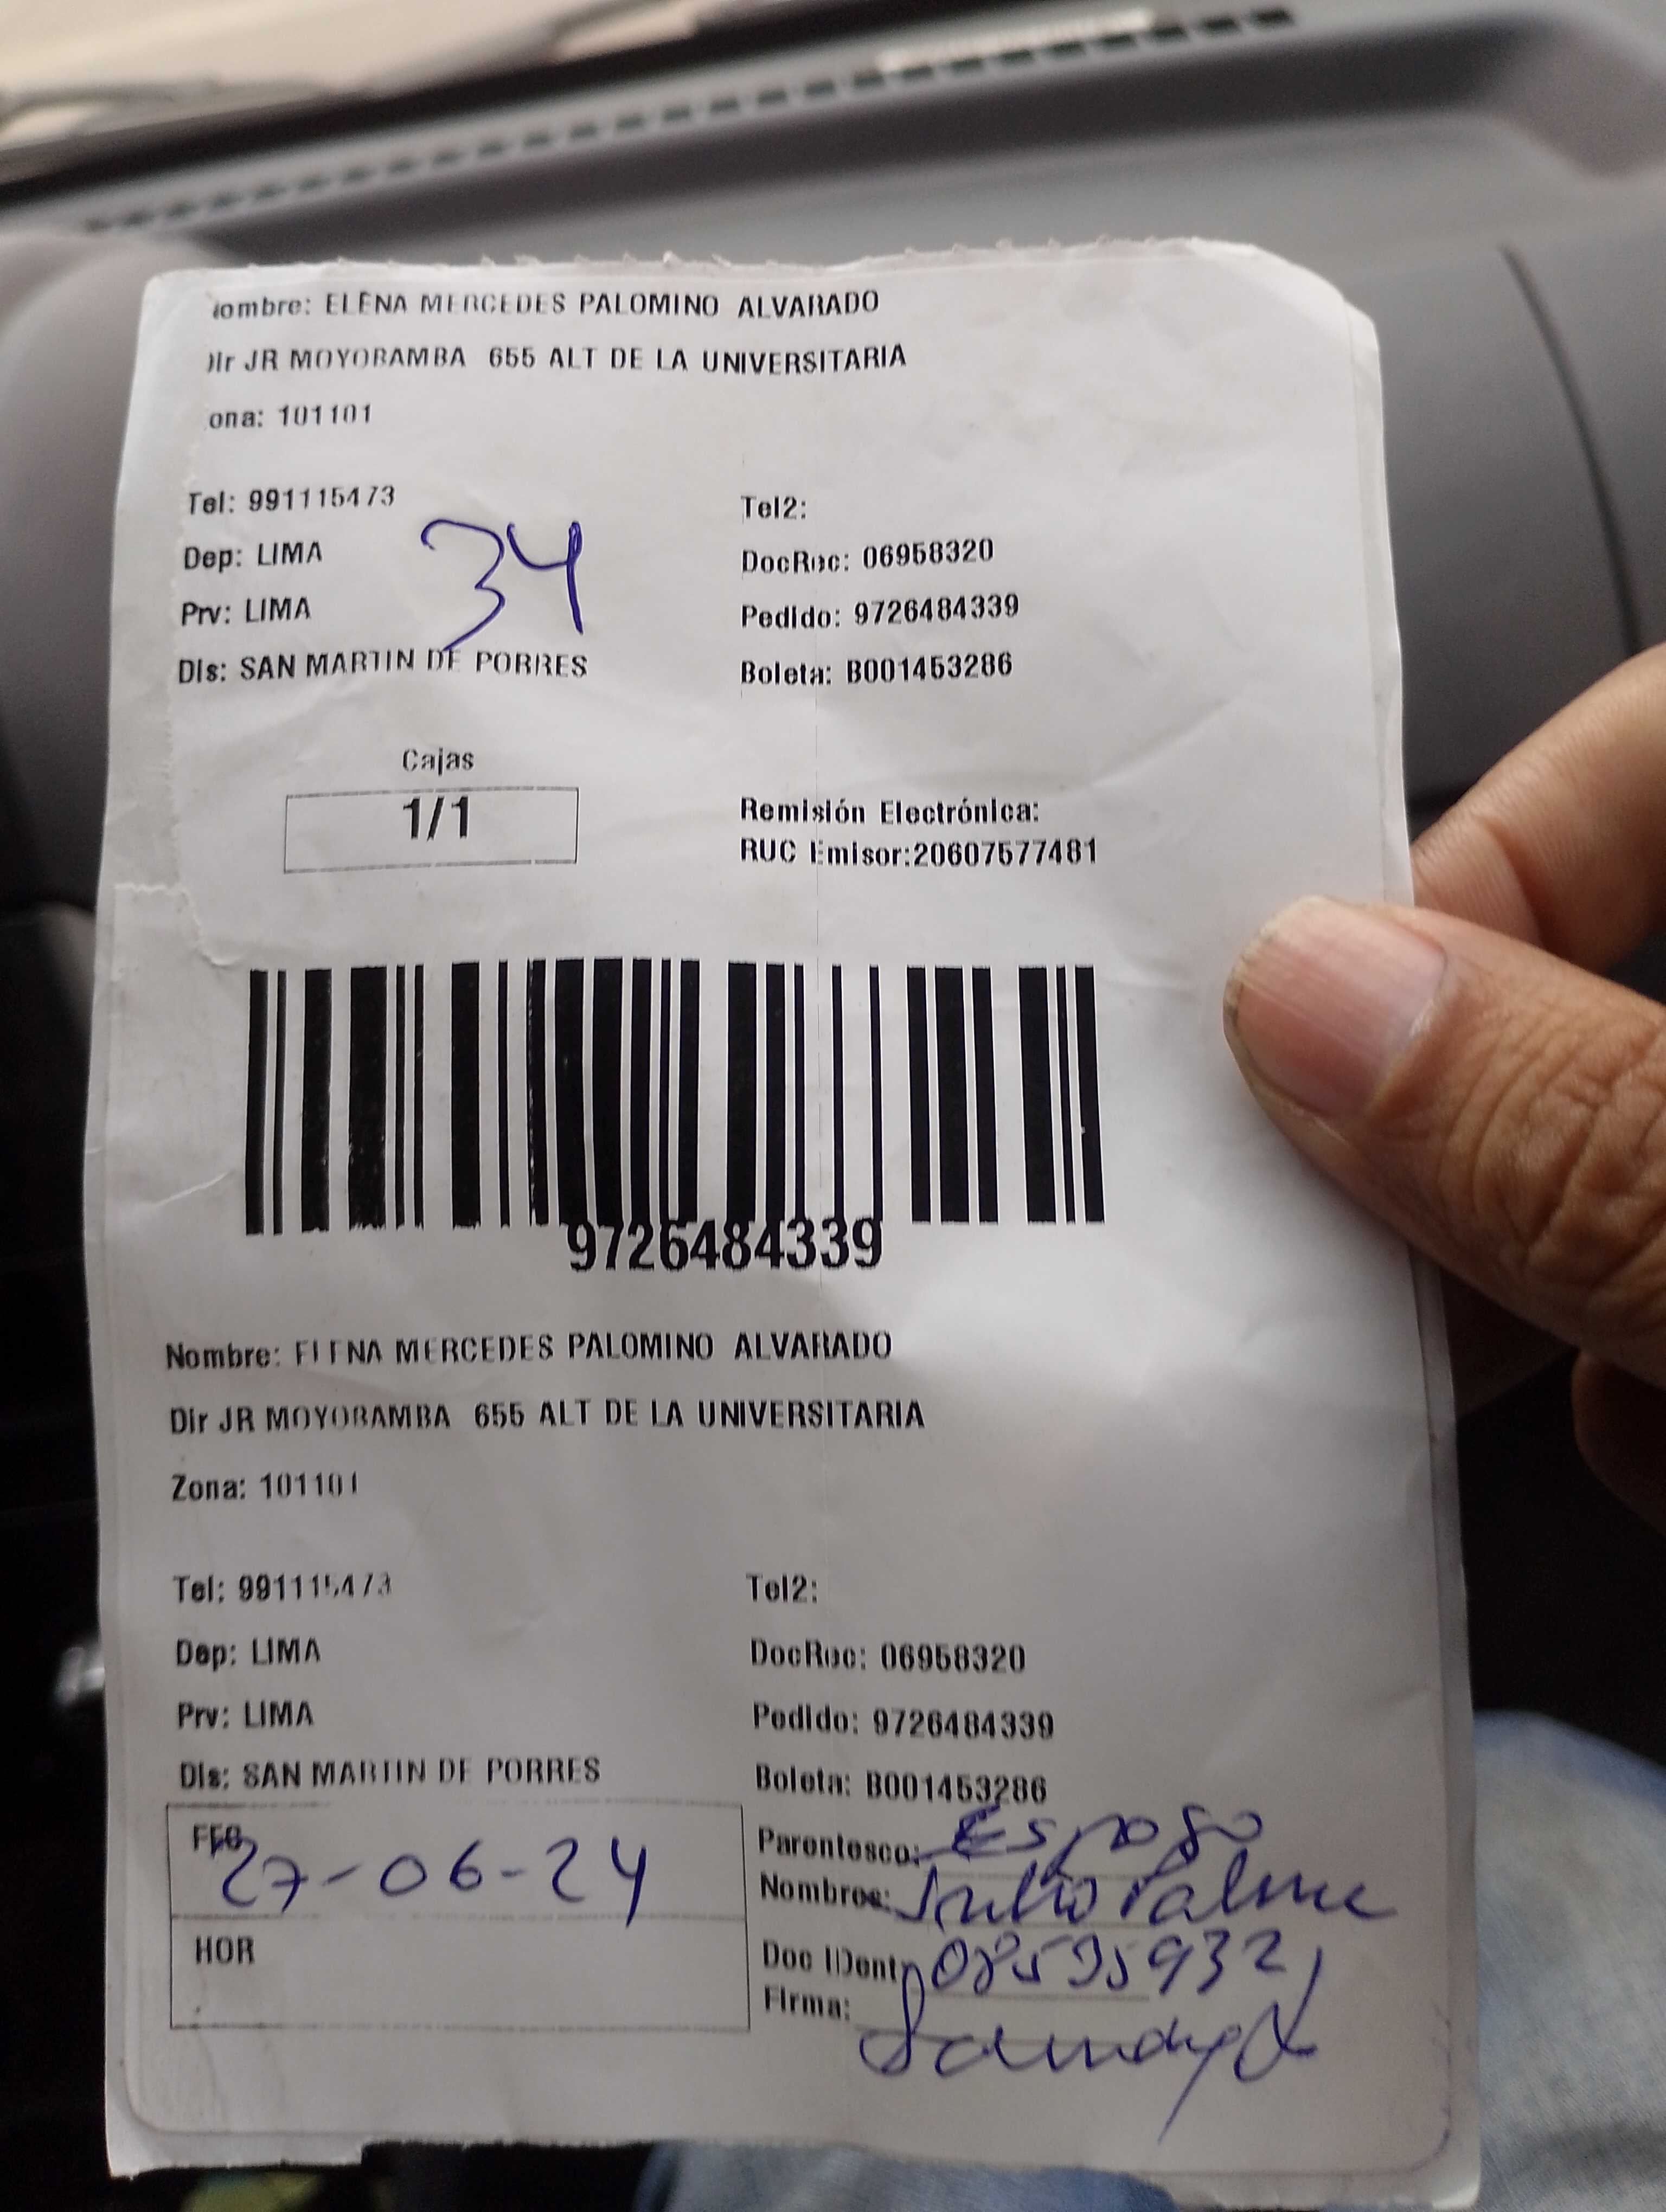 ombre: ELENA MERCEDES PALOMINO ALVARADO
Dir JR MOYOBAMBA 655 ALT DE LA UNIVERSITARIA
ona: 101101
Tel: 991115473
Tel2:
34
Dep: LIMA
DocRec: 06958320
Prv: LIMA
Pedido: 9726484339
Dis: SAN MARTIN DE PORRES
Boleta: B001453286
Cajas
1/1
Remisión Electrónica:
RUC Emisor:20607577481
9726484339
Nombre: ELENA MERCEDES PALOMINO ALVARADO
Dir JR MOYOBAMBA 655 ALT DE LA UNIVERSITARIA
Zona: 101101
Tel: 991115473
Tel2:
Dep: LIMA
DocRec: 06958320
Prv: LIMA
Pedido: 9726484339
Dis: SAN MARTIN DE PORRES
Boleta: B001453286
FEC
27-06-24
Parentesco: Esposo
Nombres: Julio
HOR
Doc IDent: 08595932
Firma: